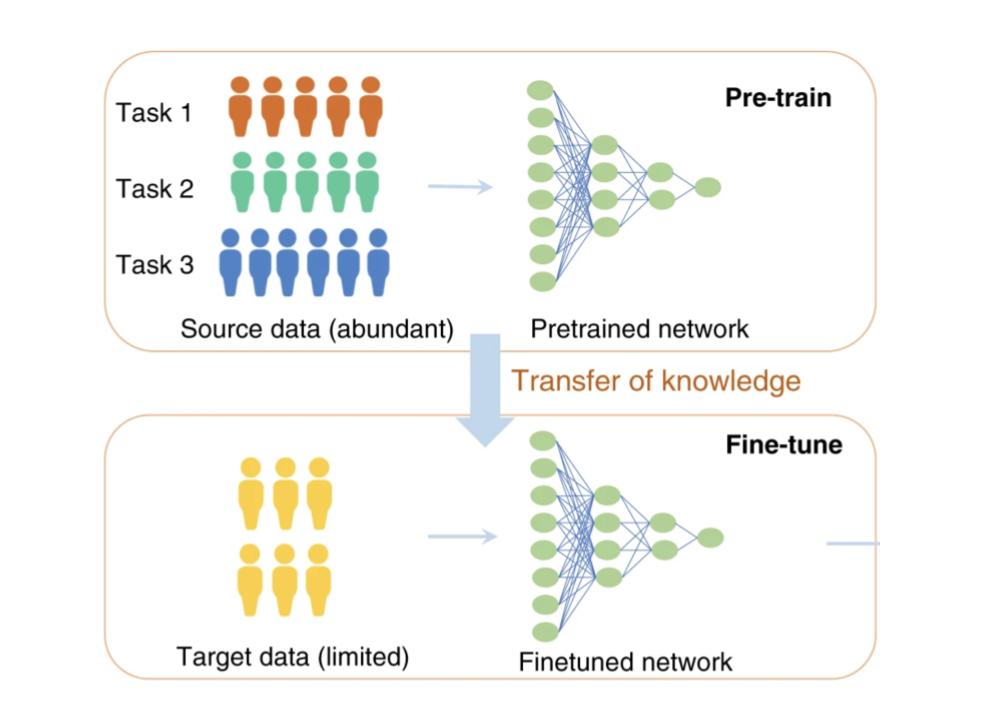 Pre-train
Task 1
Task 2
Task 3
Source data (abundant)
Pretrained network
Transfer of knowledge
Fine-tune
Target data (limited)
Finetuned network